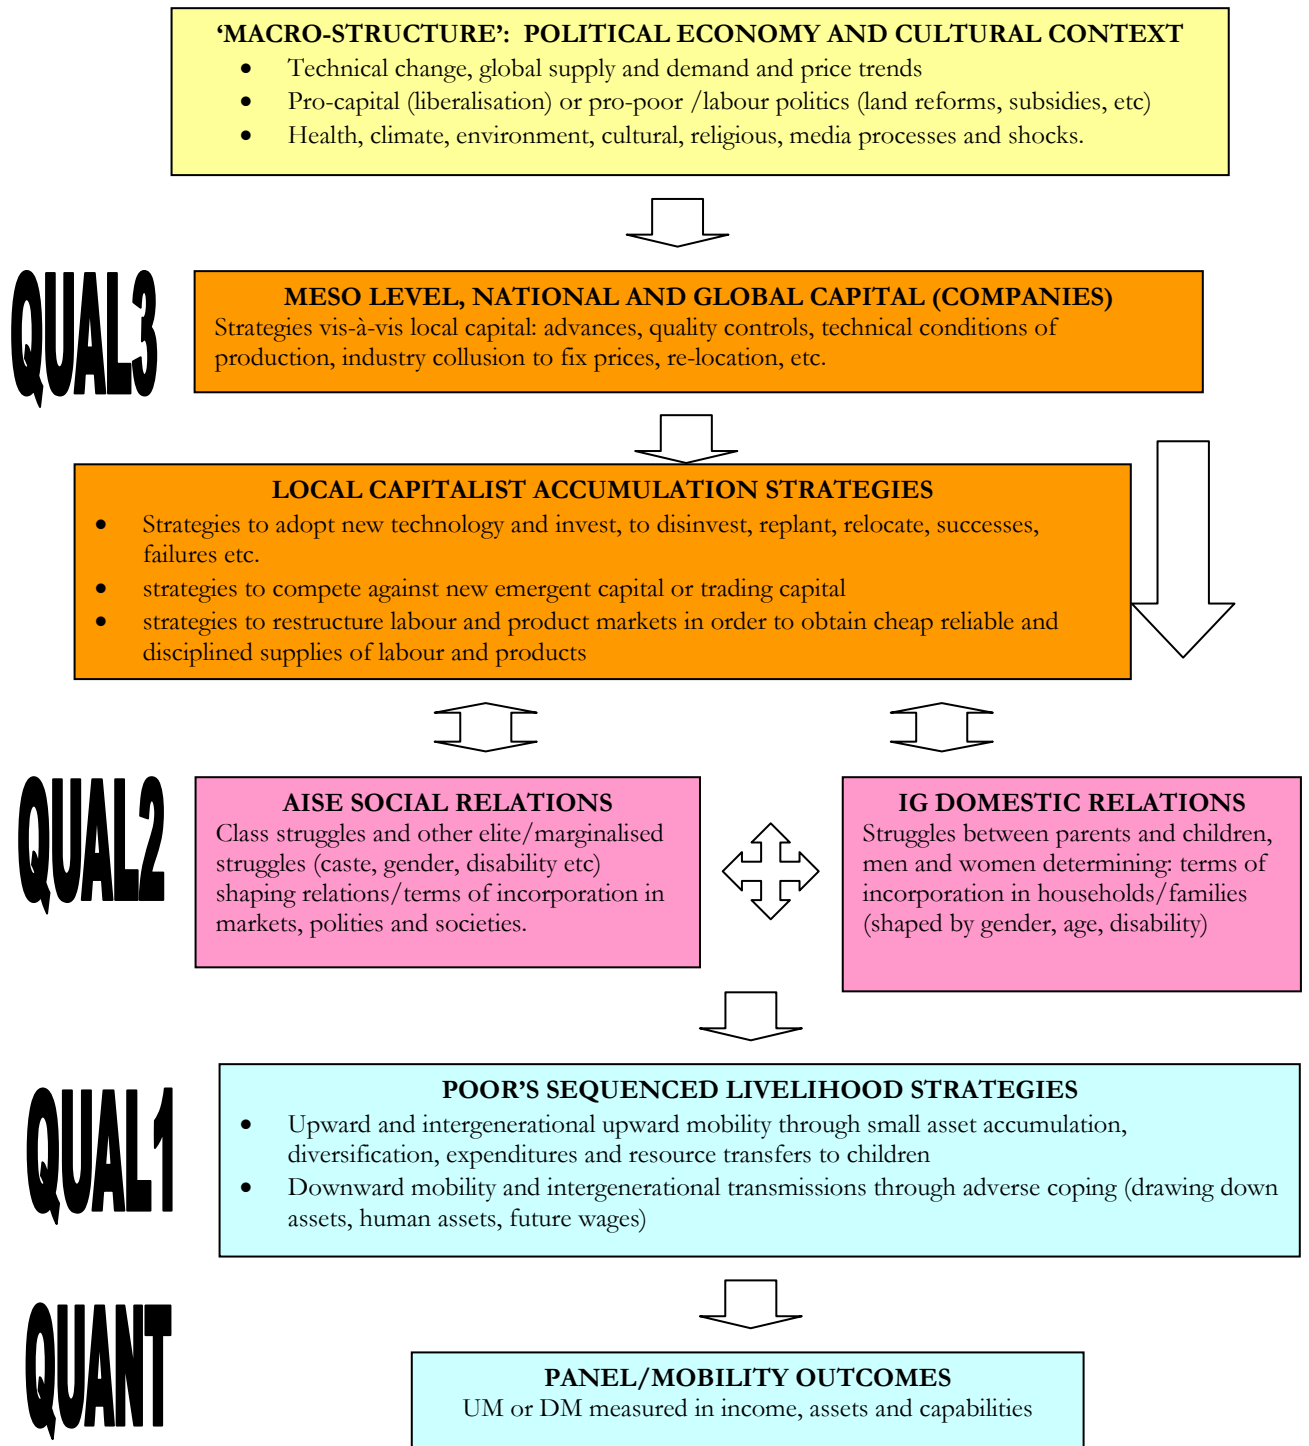 ‘MACRO-STRUCTURE’: POLITICAL ECONOMY AND CULTURAL CONTEXT
• Technical change, global supply and demand and price trends
• Pro-capital (liberalisation) or pro-poor /labour politics (land reforms, subsidies, etc)
• Health, climate, environment, cultural, religious, media processes and shocks.
QUAL3
MESO LEVEL, NATIONAL AND GLOBAL CAPITAL (COMPANIES)
Strategies vis-à-vis local capital: advances, quality controls, technical conditions of
production, industry collusion to fix prices, re-location, etc.
LOCAL CAPITALIST ACCUMULATION STRATEGIES
• Strategies to adopt new technology and invest, to disinvest, replant, relocate, successes,
failures etc.
• strategies to compete against new emergent capital or trading capital
• strategies to restructure labour and product markets in order to obtain cheap reliable and
disciplined supplies of labour and products
QUAL2
AISE SOCIAL RELATIONS
Class struggles and other elite/marginalised
struggles (caste, gender, disability etc)
shaping relations/terms of incorporation in
markets, polities and societies.
IG DOMESTIC RELATIONS
Struggles between parents and children,
men and women determining: terms of
incorporation in households/families
(shaped by gender, age, disability)
QUAL1
POOR’S SEQUENCED LIVELIHOOD STRATEGIES
• Upward and intergenerational upward mobility through small asset accumulation,
diversification, expenditures and resource transfers to children
• Downward mobility and intergenerational transmissions through adverse coping (drawing down
assets, human assets, future wages)
QUANT
PANEL/MOBILITY OUTCOMES
UM or DM measured in income, assets and capabilities